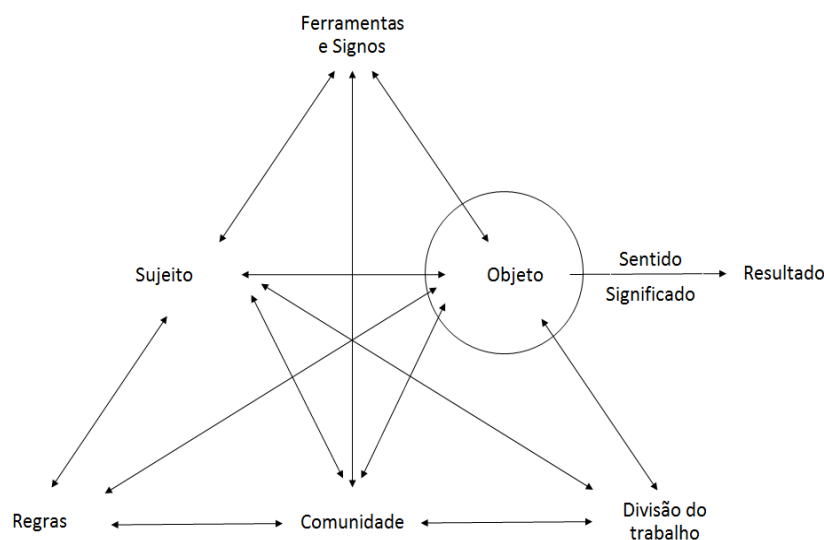 Ferramentas
e Signos
Sujeito
Objeto
Sentido
Significado
Resultado
Regras
Comunidade
Divisão do
trabalho